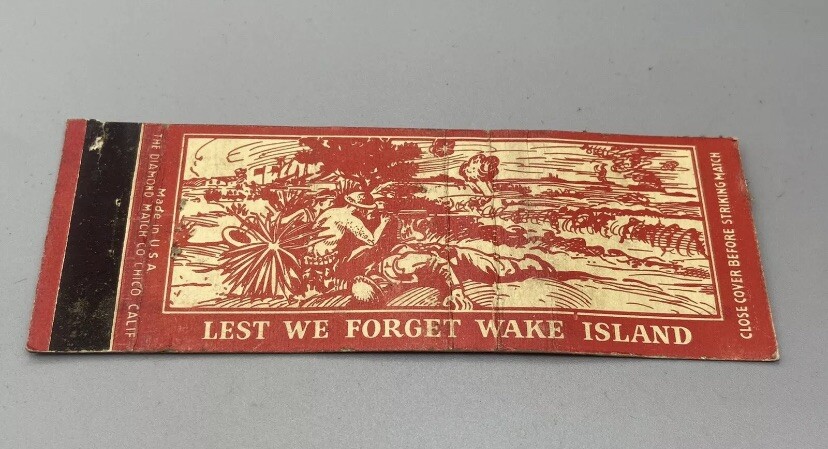 Made in U.S.A.
THE DIAMOND MATCH CO. CHICO, CALIF
LEST WE FORGET WAKE ISLAND
CLOSE COVER BEFORE STRIKING MATCH